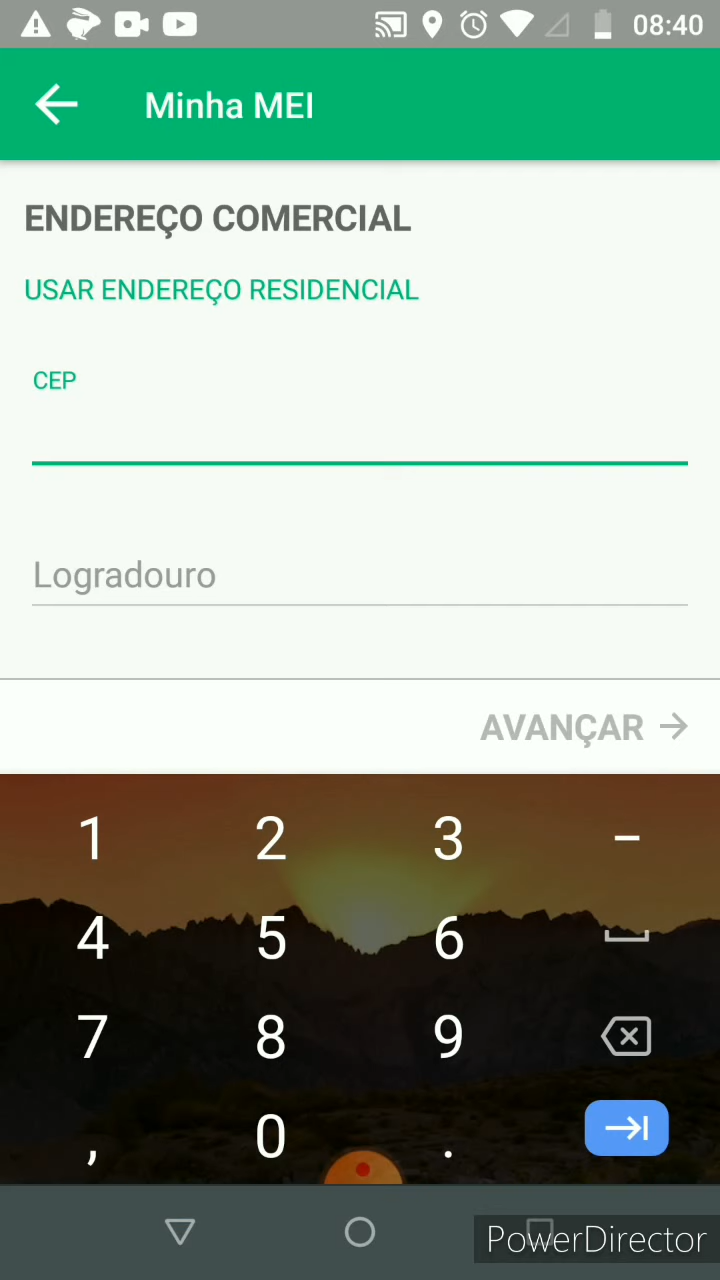 08:40
Minha MEI
ENDEREÇO COMERCIAL
USAR ENDEREÇO RESIDENCIAL
CEP
Logradouro
AVANÇAR
1 2 3 -
4 5 6
7 8 9
, 0 .
PowerDirector